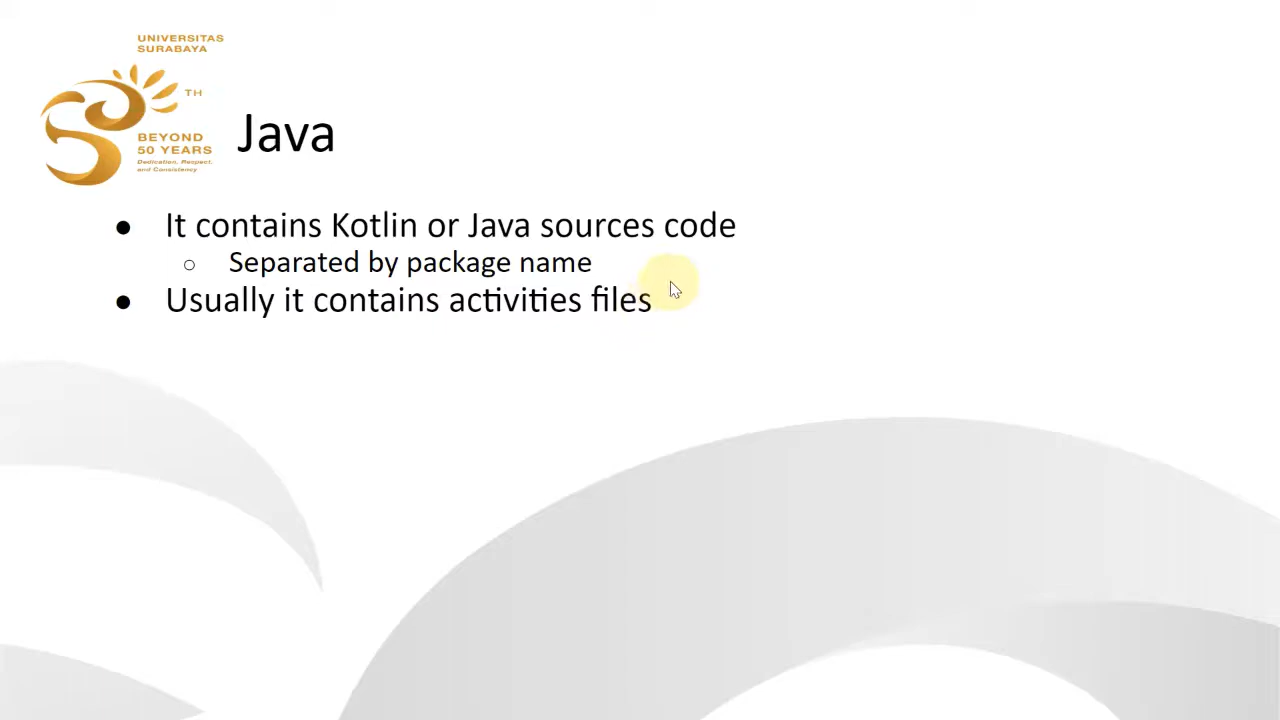 UNIVERSITAS
SURABAYA
TH
BEYOND
50 YEARS
Dedication, Respect,
and Consistency
Java
● It contains Kotlin or Java sources code
○ Separated by package name
● Usually it contains activities files